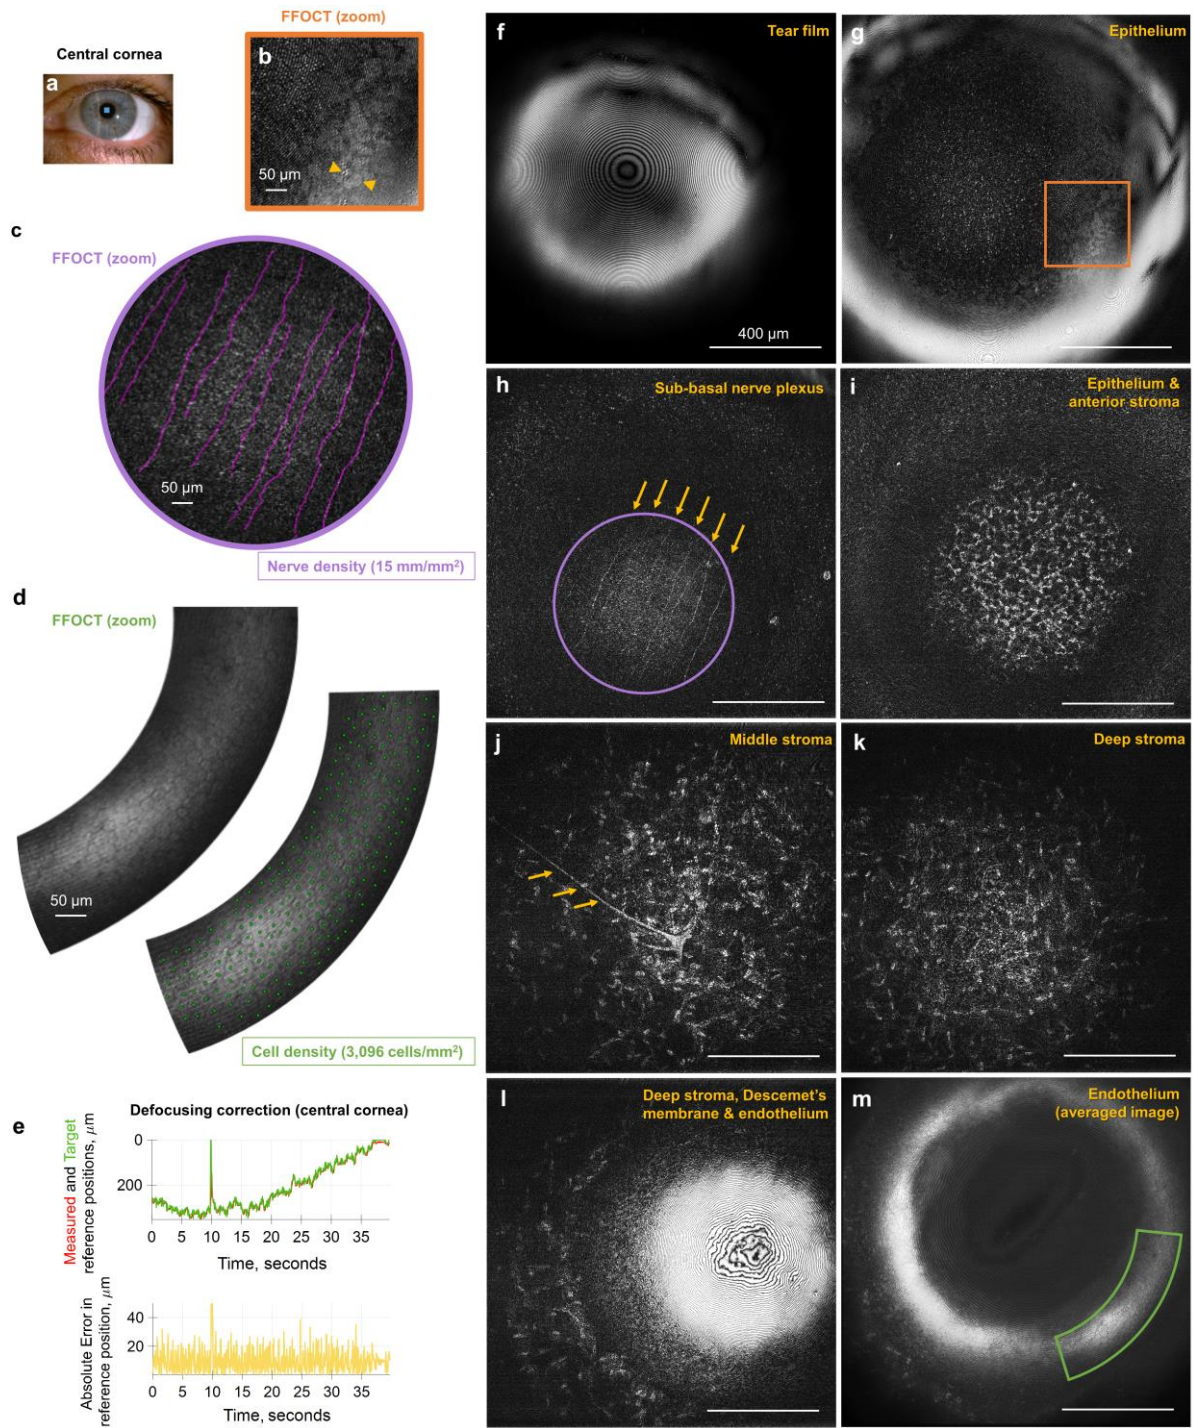 Central cornea
a
FFOCT (zoom)
b
50 µm
c
FFOCT (zoom)
50 µm
Nerve density (15 mm/mm²)
d
FFOCT (zoom)
50 µm
Cell density (3,096 cells/mm²)
e
Defocusing correction (central cornea)
Measured and Target
reference positions, µm
0
200
0 5 10 15 20 25 30 35
Time, seconds
Absolute Error in
reference position, µm
40
20
0 5 10 15 20 25 30 35
Time, seconds
f
Tear film
400 µm
g
Epithelium
h
Sub-basal nerve plexus
i
Epithelium &
anterior stroma
j
Middle stroma
k
Deep stroma
l
Deep stroma, Descemet's
membrane & endothelium
m
Endothelium
(averaged image)